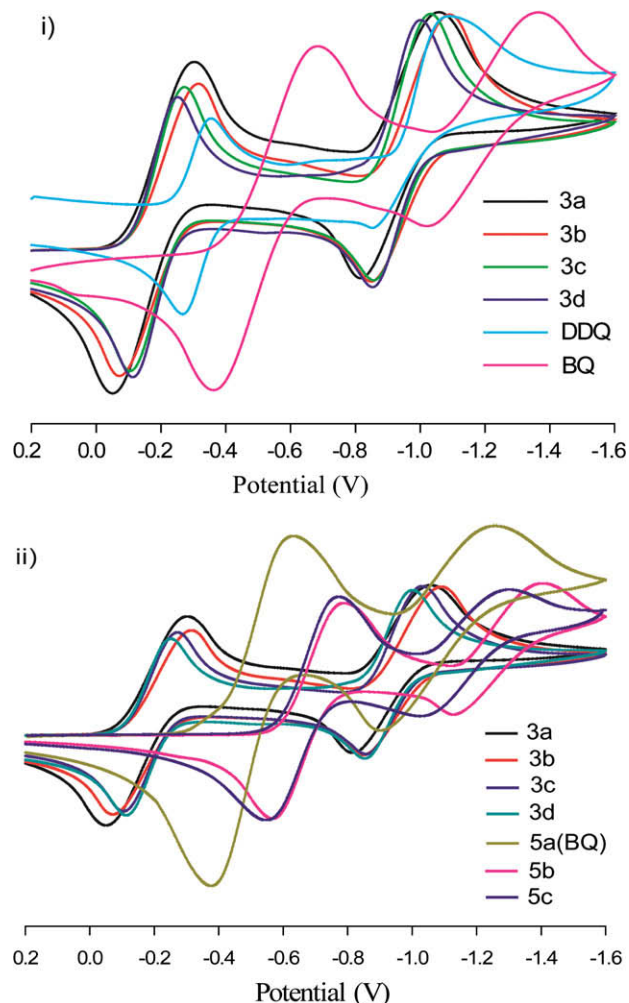 i)
3a
3b
3c
3d
DDQ
BQ
0.2 0.0 -0.2 -0.4 -0.6 -0.8 -1.0 -1.2 -1.4 -1.6
Potential (V)
ii)
3a
3b
3c
3d
5a(BQ)
5b
5c
0.2 0.0 -0.2 -0.4 -0.6 -0.8 -1.0 -1.2 -1.4 -1.6
Potential (V)